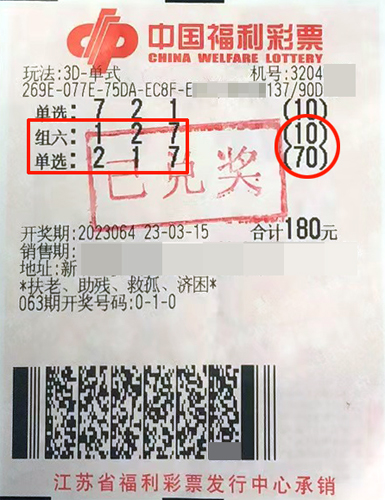 中国福利彩票
CHINA WELFARE LOTTERY
玩法:3D-单式 机号:3204
269E-077E-75DA-EC8F-E 137/90D
单选: 7 2 1 (10)
组六: 1 2 7 (10)
单选: 2 1 7 (70)
已兑奖
开奖期:2023064 23-03-15 合计180元
销售期:
地址:新
*扶老、助残、救孤、济困*
063期开奖号码:0-1-0
江苏省福利彩票发行中心承销